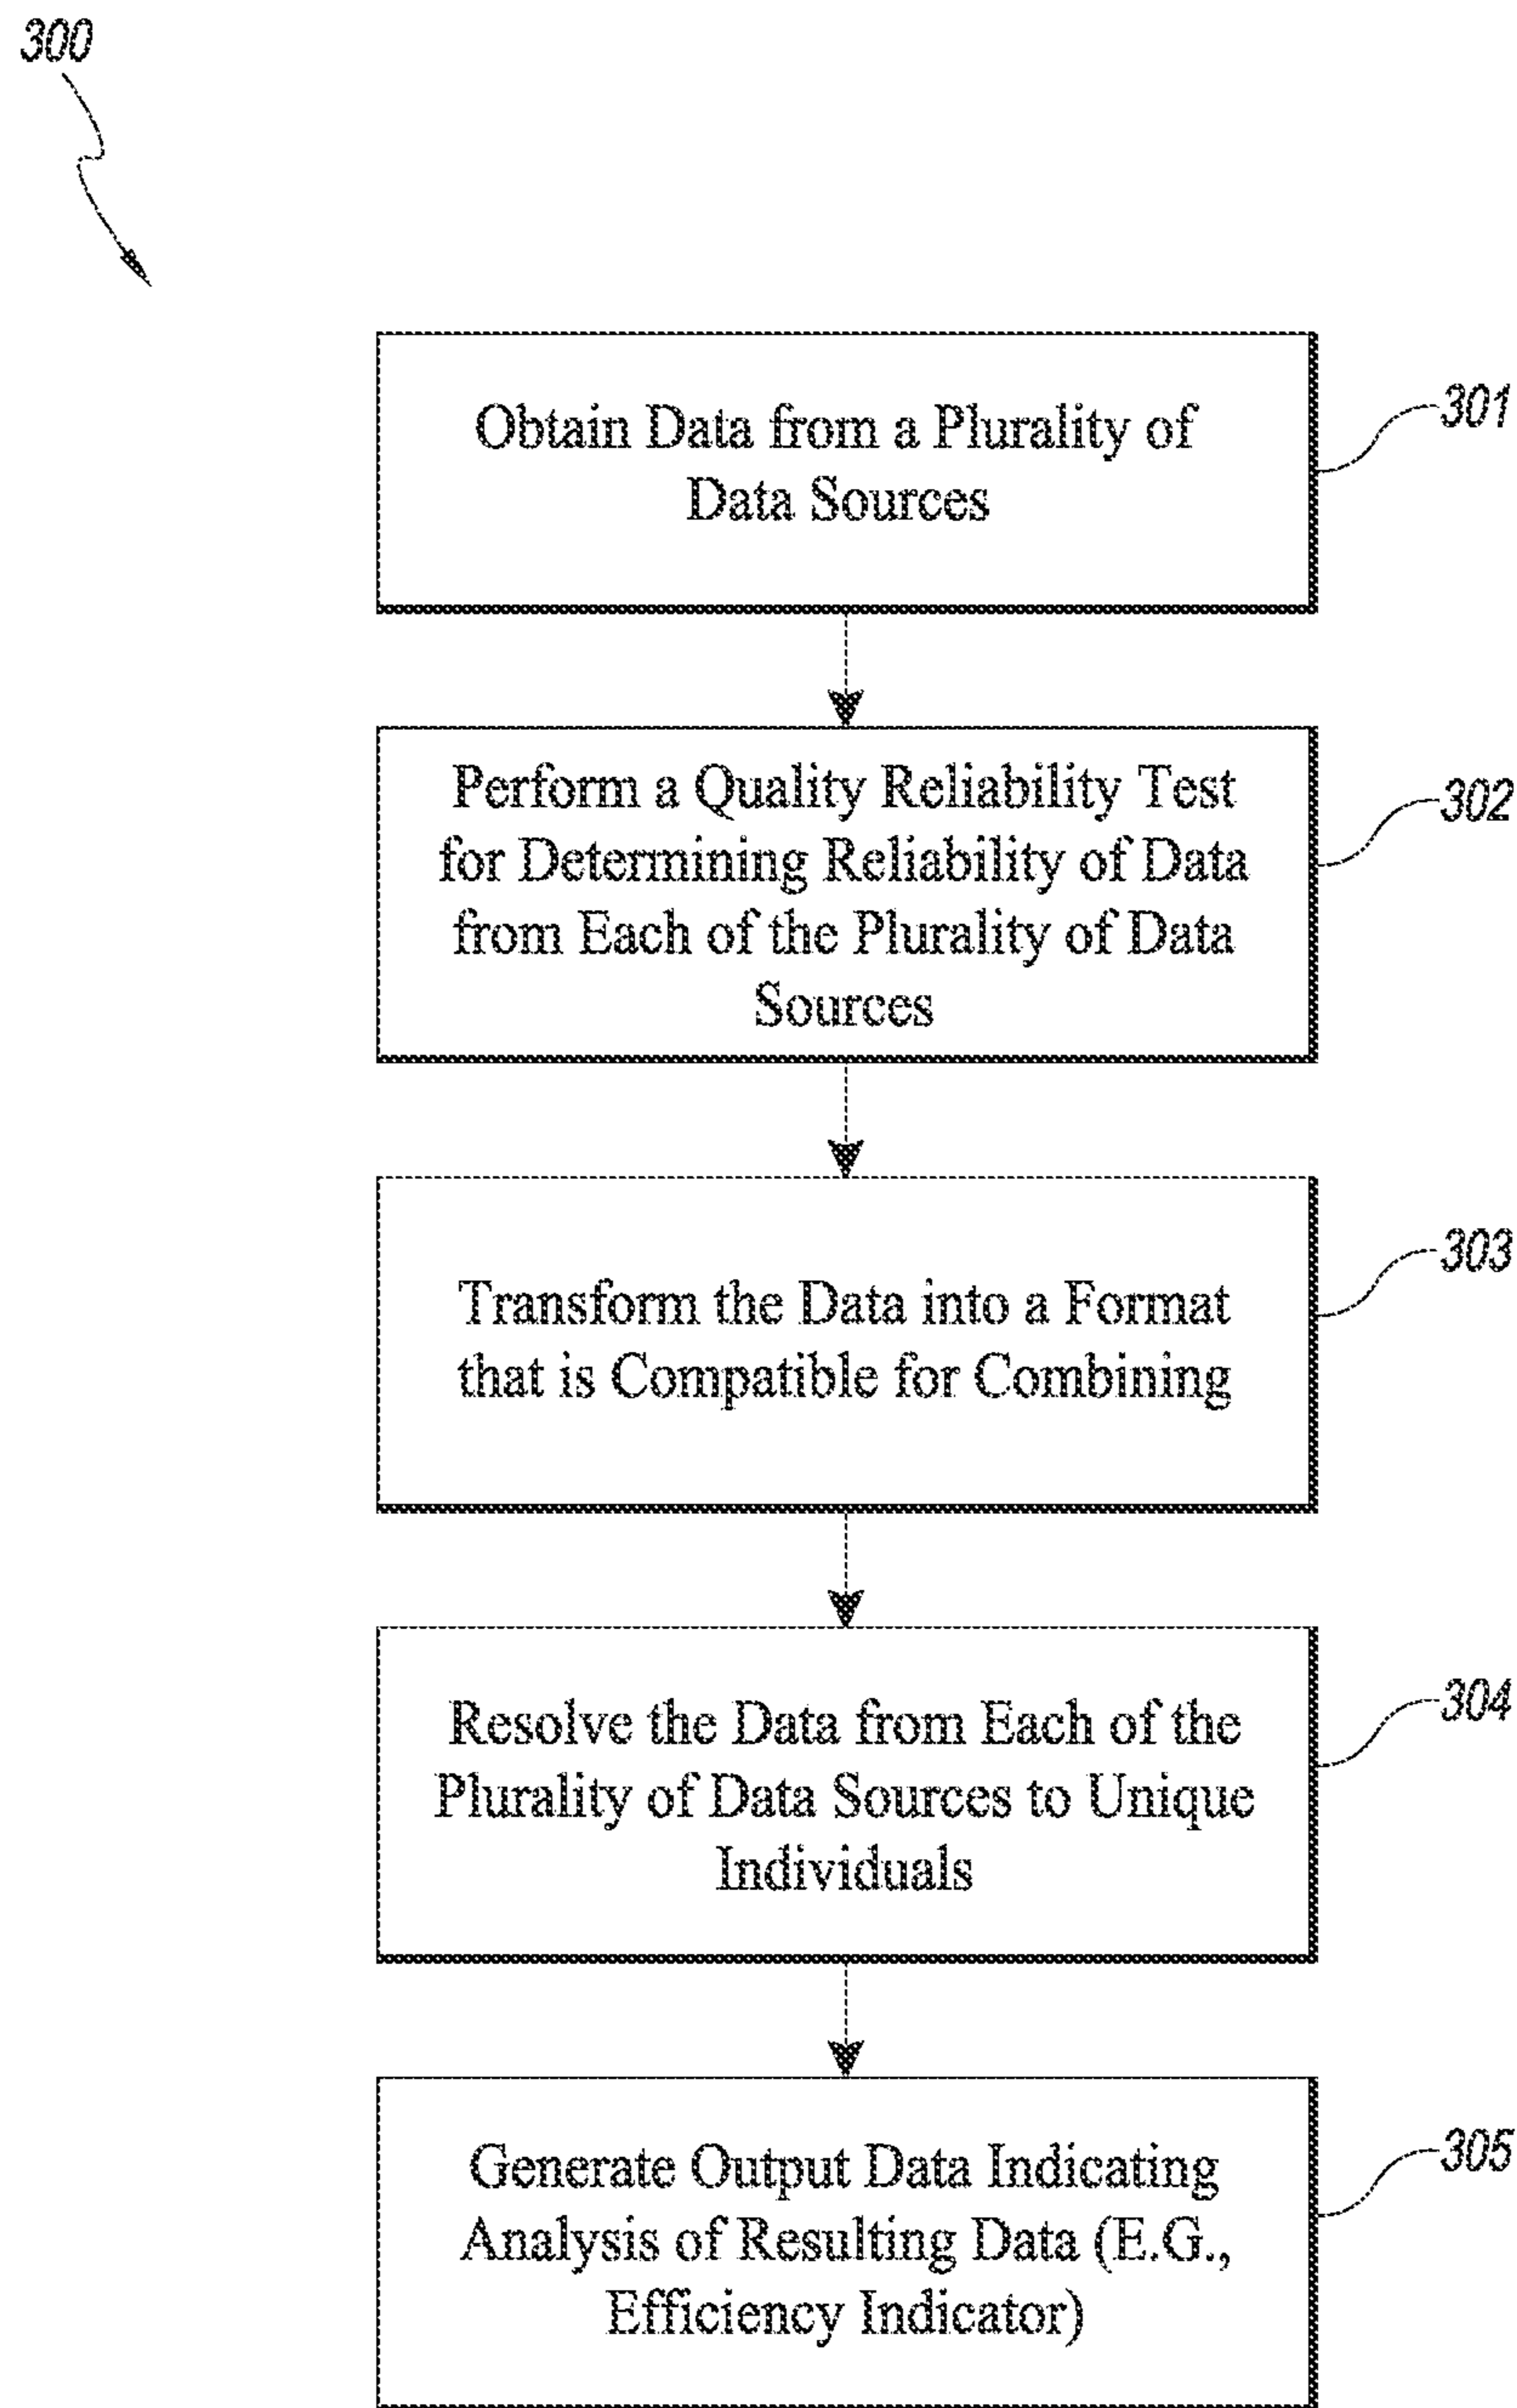 300
Obtain Data from a Plurality of
Data Sources
301
Perform a Quality Reliability Test
for Determining Reliability of Data
from Each of the Plurality of Data
Sources
302
Transform the Data into a Format
that is Compatible for Combining
303
Resolve the Data from Each of the
Plurality of Data Sources to Unique
Individuals
304
Generate Output Data Indicating
Analysis of Resulting Data (E.G.,
Efficiency Indicator)
305